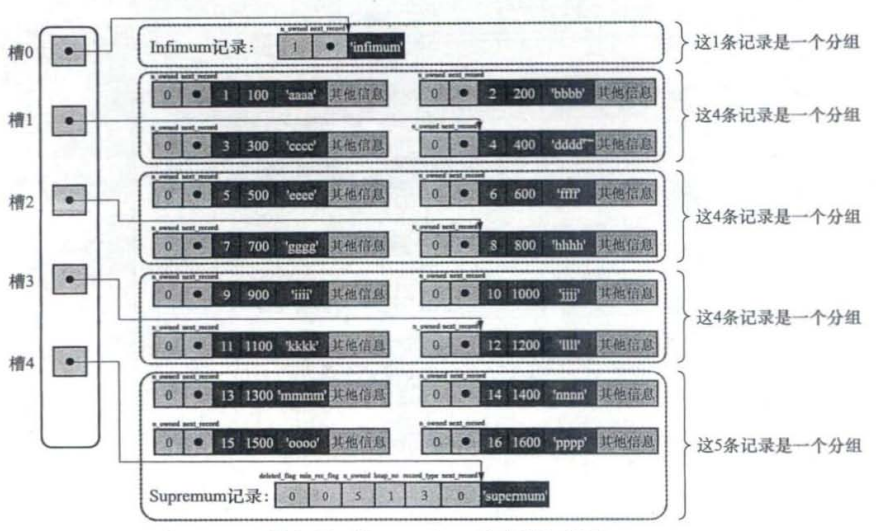 n_owned next_record
槽0 Infimum记录: 1 'infimum' 这1条记录是一个分组
n_owned next_record n_owned next_record
0 1 100 'aaaa' 其他信息 0 2 200 'bbbb' 其他信息
槽1 这4条记录是一个分组
n_owned next_record n_owned next_record
0 3 300 'cccc' 其他信息 0 4 400 'dddd' 其他信息
n_owned next_record n_owned next_record
0 5 500 'eeee' 其他信息 0 6 600 'ffff' 其他信息
槽2 这4条记录是一个分组
n_owned next_record n_owned next_record
0 7 700 'gggg' 其他信息 0 8 800 'hhhh' 其他信息
n_owned next_record n_owned next_record
槽3 0 9 900 'iiii' 其他信息 0 10 1000 'jjjj' 其他信息
这4条记录是一个分组
n_owned next_record n_owned next_record
0 11 1100 'kkkk' 其他信息 0 12 1200 'llll' 其他信息
槽4
n_owned next_record n_owned next_record
0 13 1300 'mmmm' 其他信息 0 14 1400 'nnnn' 其他信息
n_owned next_record n_owned next_record
0 15 1500 'oooo' 其他信息 0 16 1600 'pppp' 其他信息
这5条记录是一个分组
deleted_flag min_rec_flag n_owned heap_no record_type next_record
Supremum记录: 0 0 5 1 3 0 'supermum'